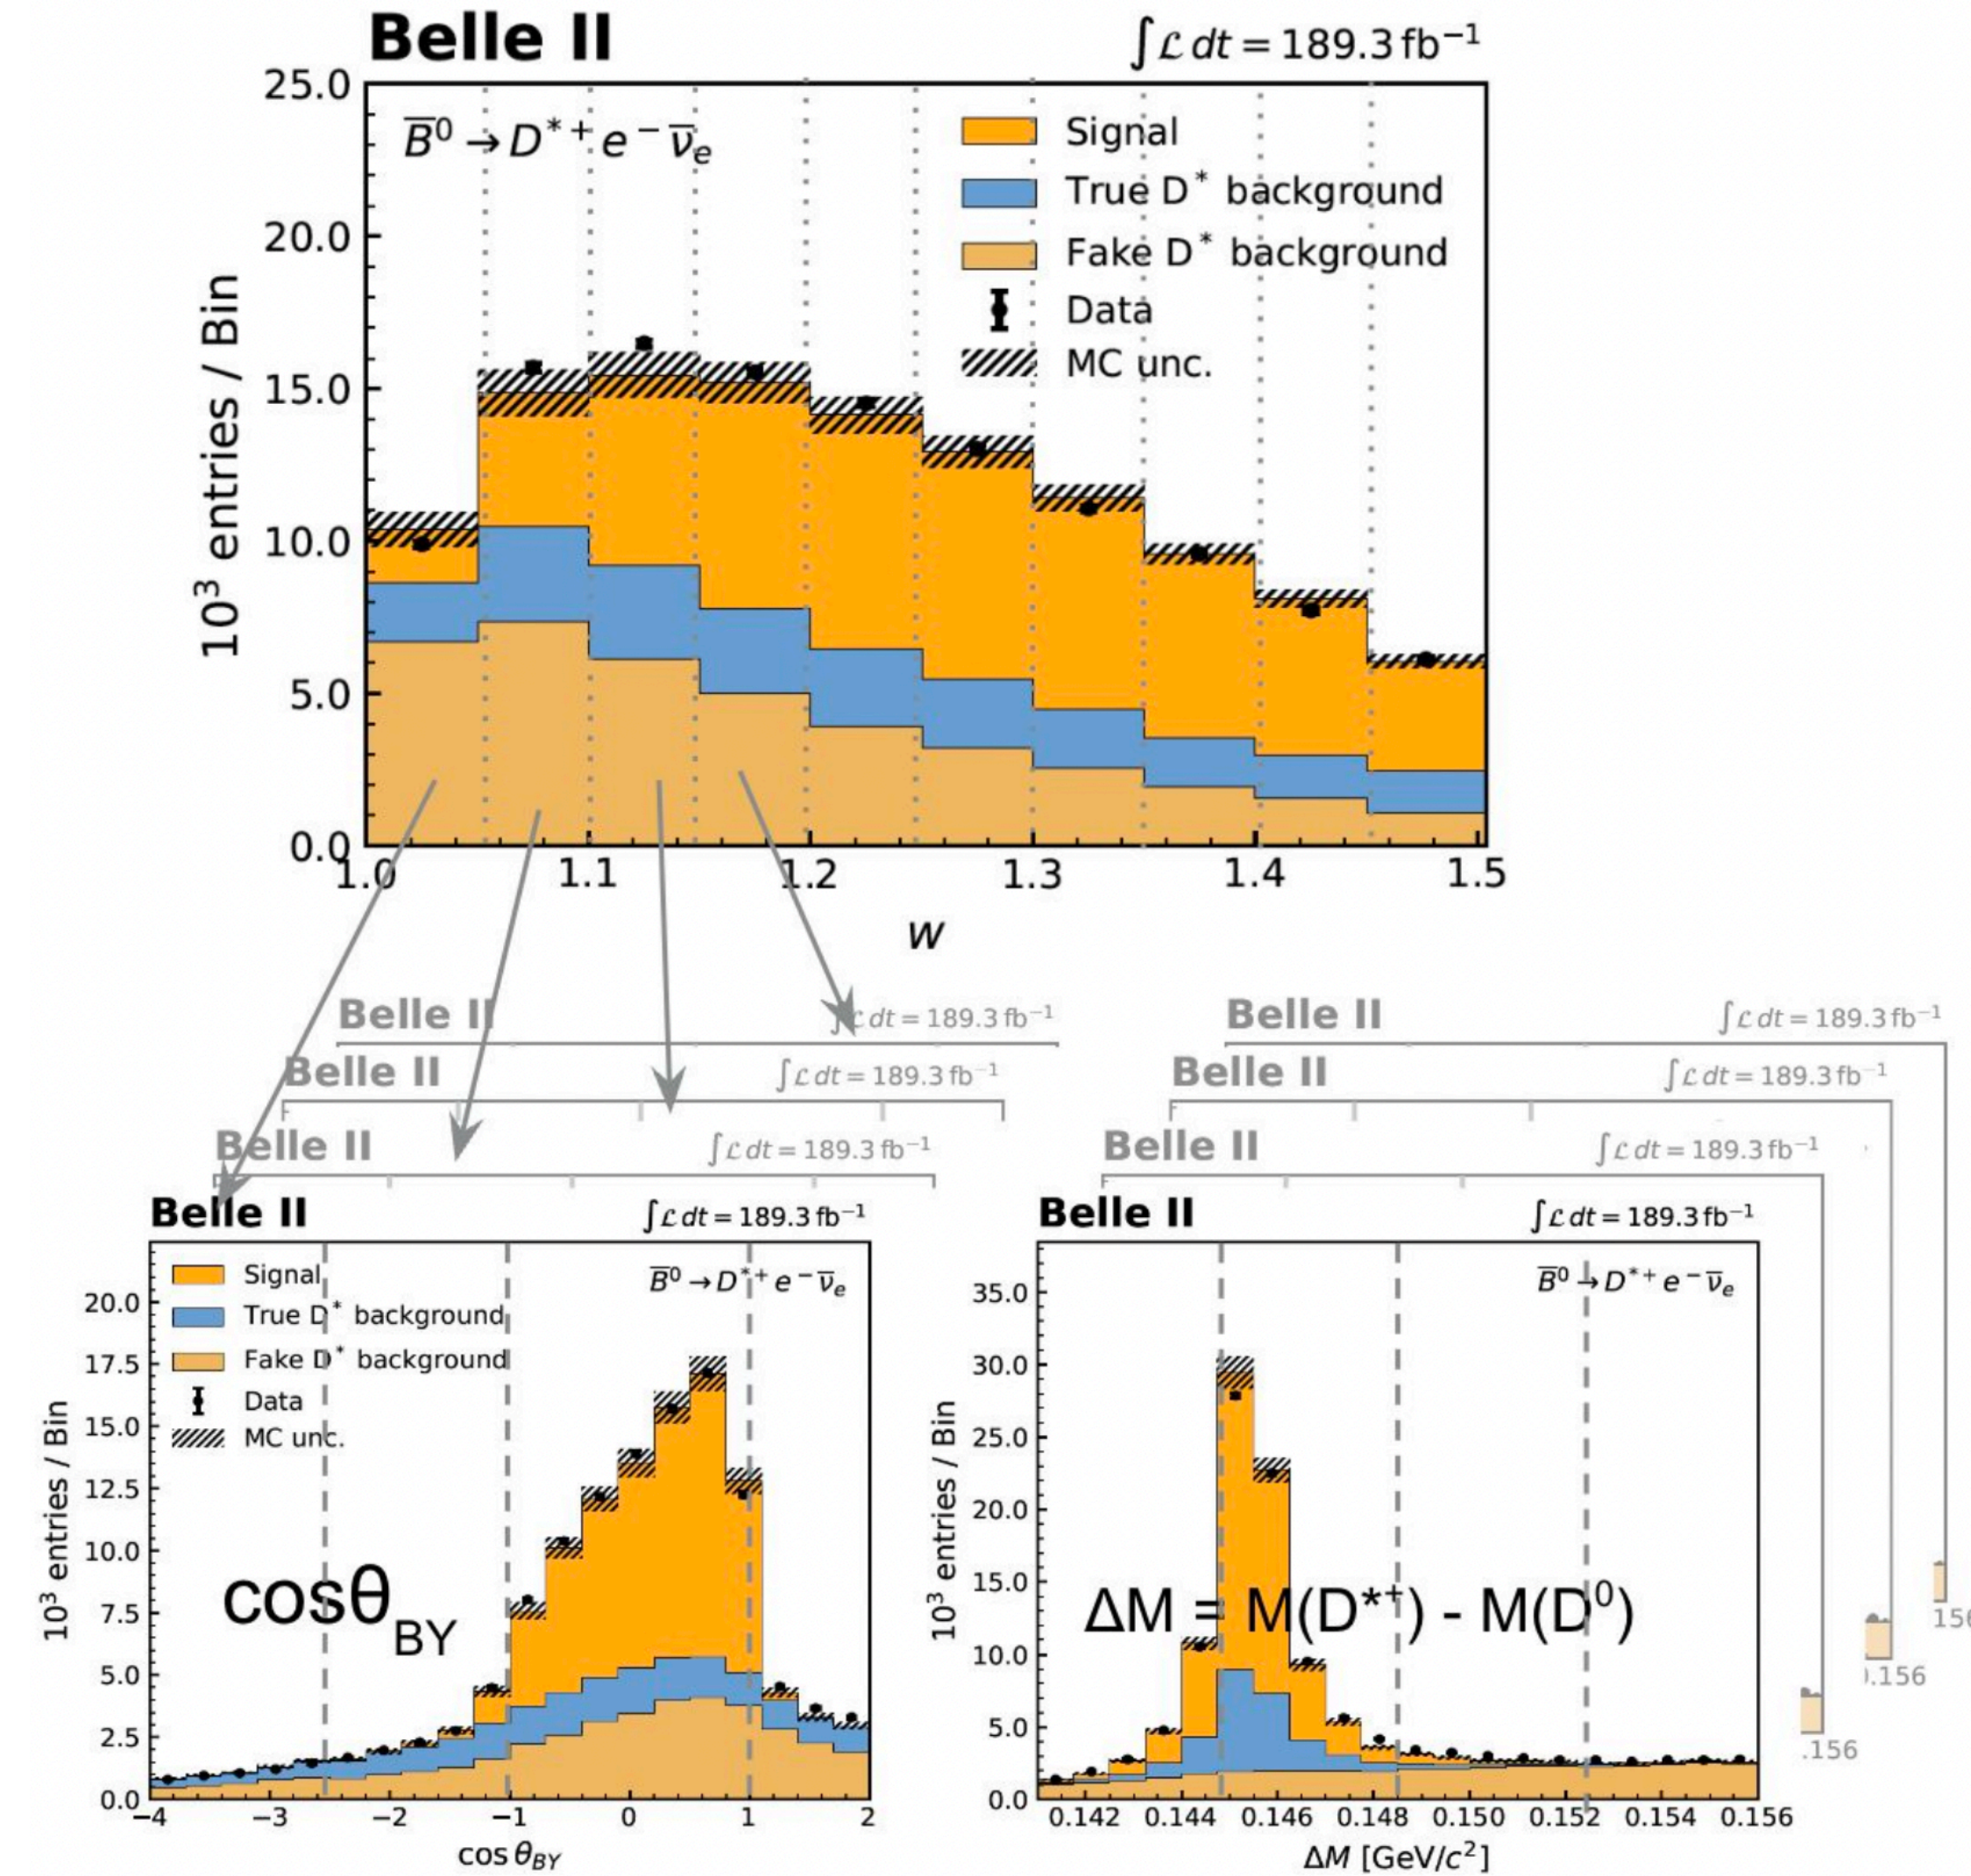 Belle II
∫ℒ dt = 189.3 fb⁻¹
25.0
20.0
15.0
10.0
5.0
0.0
10³ entries / Bin
B̅⁰ → D*⁺ e⁻ ν̅ₑ
Signal
True D* background
Fake D* background
Data
MC unc.
1.0 1.1 1.2 1.3 1.4 1.5
w
Belle II ∫ℒ dt = 189.3 fb⁻¹
Belle II ∫ℒ dt = 189.3 fb⁻¹
Belle II ∫ℒ dt = 189.3 fb⁻¹
Belle II ∫ℒ dt = 189.3 fb⁻¹
Belle II ∫ℒ dt = 189.3 fb⁻¹
Belle II ∫ℒ dt = 189.3 fb⁻¹
Belle II ∫ℒ dt = 189.3 fb⁻¹
B̅⁰ → D*⁺ e⁻ ν̅ₑ
Signal
True D* background
Fake D* background
Data
MC unc.
20.0
17.5
15.0
12.5
10.0
7.5
5.0
2.5
0.0
10³ entries / Bin
cosθ_BY
−4 −3 −2 −1 0 1 2
cos θ_BY
Belle II ∫ℒ dt = 189.3 fb⁻¹
B̅⁰ → D*⁺ e⁻ ν̅ₑ
35.0
30.0
25.0
20.0
15.0
10.0
5.0
0.0
10³ entries / Bin
ΔM = M(D*⁺) - M(D⁰)
0.142 0.144 0.146 0.148 0.150 0.152 0.154 0.156
ΔM [GeV/c²]
156
0.156
.156